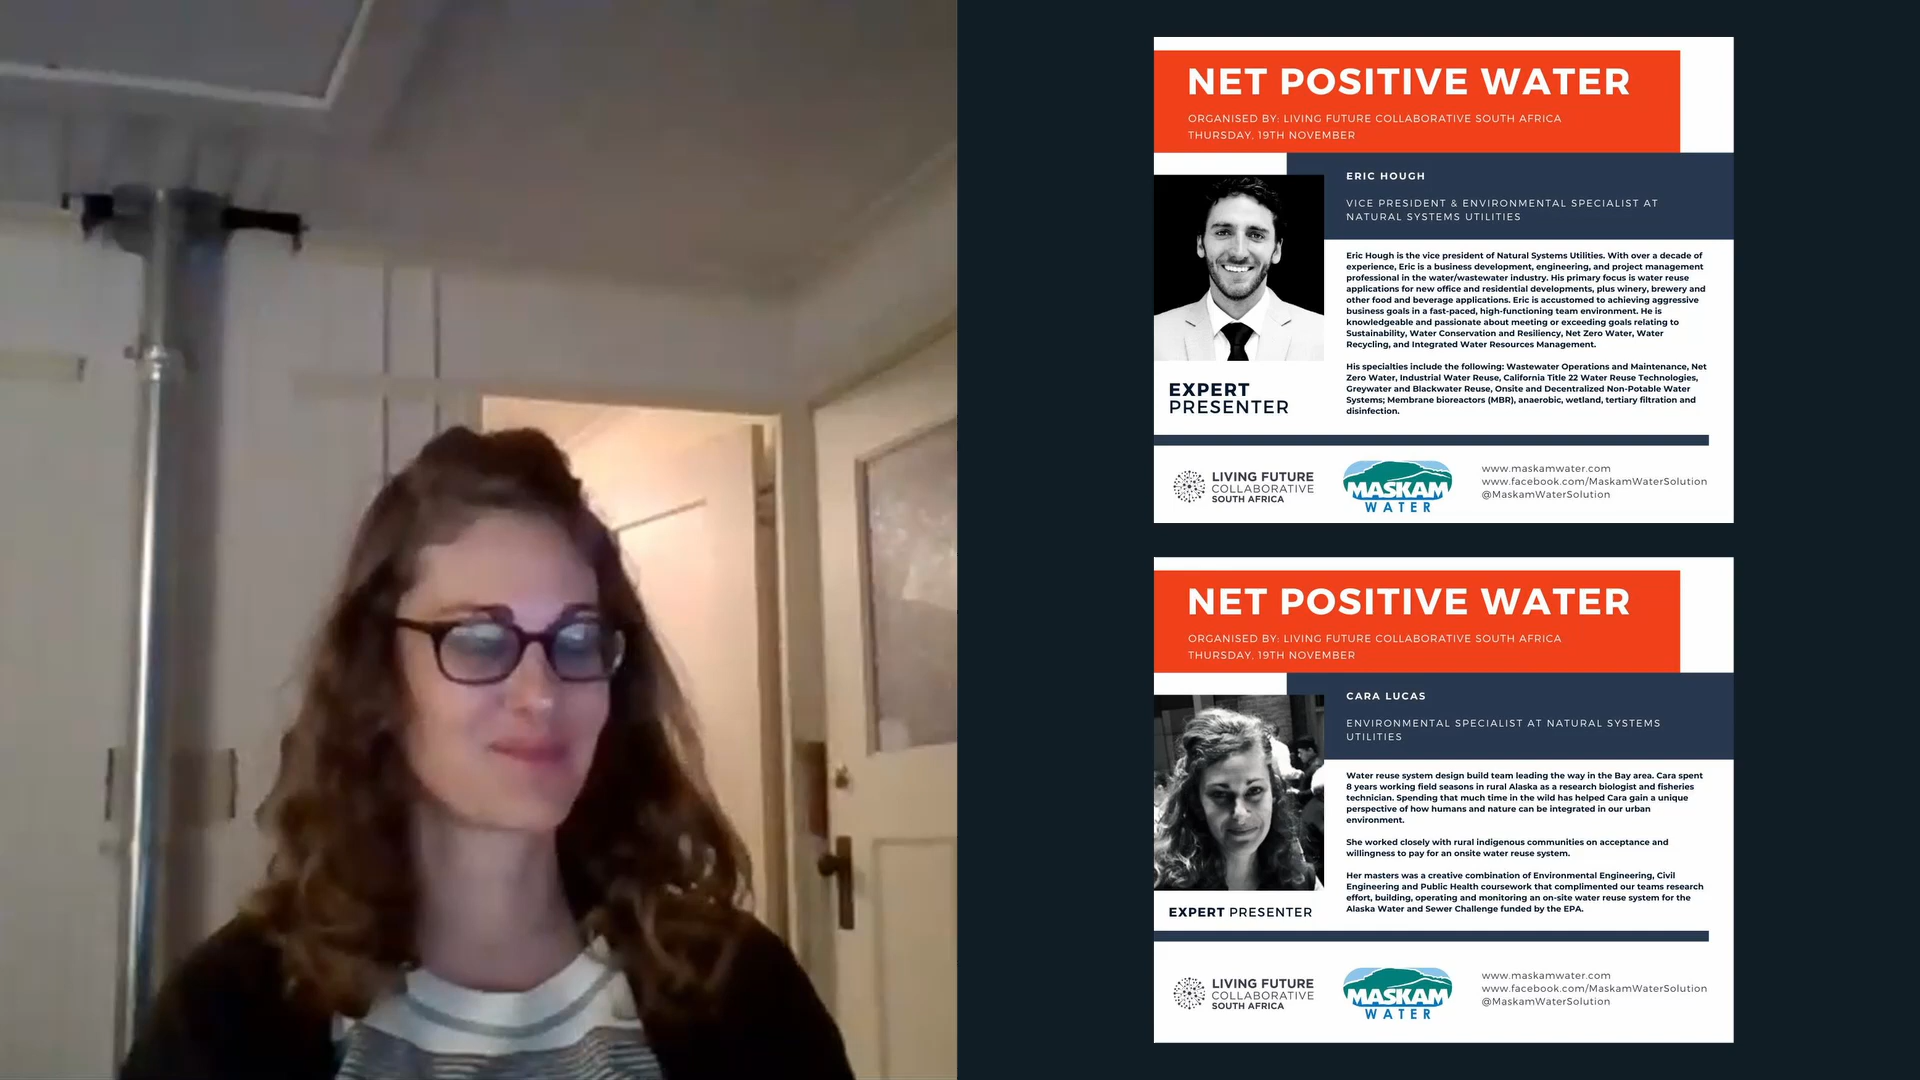 NET POSITIVE WATER
ORGANISED BY: LIVING FUTURE COLLABORATIVE SOUTH AFRICA
THURSDAY, 19TH NOVEMBER
ERIC HOUGH
VICE PRESIDENT & ENVIRONMENTAL SPECIALIST AT
NATURAL SYSTEMS UTILITIES
Eric Hough is the vice president of Natural Systems Utilities. With over a decade of
experience, Eric is a business development, engineering, and project management
professional in the water/wastewater industry. His primary focus is water reuse
applications for new office and residential developments, plus winery, brewery and
other food and beverage applications. Eric is accustomed to achieving aggressive
business goals in a fast-paced, high-functioning team environment. He is
knowledgeable and passionate about meeting or exceeding goals relating to
Sustainability, Water Conservation and Resiliency, Net Zero Water, Water
Recycling, and Integrated Water Resources Management.
His specialties include the following: Wastewater Operations and Maintenance, Net
Zero Water, Industrial Water Reuse, California Title 22 Water Reuse Technologies,
Greywater and Blackwater Reuse, Onsite and Decentralized Non-Potable Water
Systems; Membrane bioreactors (MBR), anaerobic, wetland, tertiary filtration and
disinfection.
EXPERT
PRESENTER
LIVING FUTURE
COLLABORATIVE
SOUTH AFRICA
MASKAM
WATER
www.maskamwater.com
www.facebook.com/MaskamWaterSolution
@MaskamWaterSolution
NET POSITIVE WATER
ORGANISED BY: LIVING FUTURE COLLABORATIVE SOUTH AFRICA
THURSDAY, 19TH NOVEMBER
CARA LUCAS
ENVIRONMENTAL SPECIALIST AT NATURAL SYSTEMS
UTILITIES
Water reuse system design build team leading the way in the Bay area. Cara spent
8 years working field seasons in rural Alaska as a research biologist and fisheries
technician. Spending that much time in the wild has helped Cara gain a unique
perspective of how humans and nature can be integrated in our urban
environment.
She worked closely with rural indigenous communities on acceptance and
willingness to pay for an onsite water reuse system.
Her masters was a creative combination of Environmental Engineering, Civil
Engineering and Public Health coursework that complimented our teams research
effort, building, operating and monitoring an on-site water reuse system for the
Alaska Water and Sewer Challenge funded by the EPA.
EXPERT PRESENTER
LIVING FUTURE
COLLABORATIVE
SOUTH AFRICA
MASKAM
WATER
www.maskamwater.com
www.facebook.com/MaskamWaterSolution
@MaskamWaterSolution